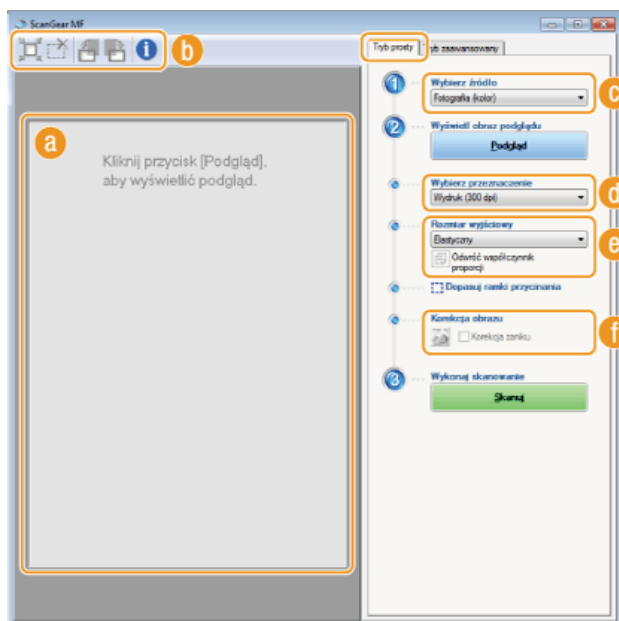 ScanGear MF
b
Tryb prosty
Tryb zaawansowany
a
Kliknij przycisk [Podgląd],
aby wyświetlić podgląd.
1
Wybierz źródło
Fotografia (kolor)
c
2
Wyświetl obraz podglądu
Podgląd
Wybierz przeznaczenie
Wydruk (300 dpi)
d
Rozmiar wyjściowy
Elastyczny
e
Odwróć współczynnik
proporcji
Dopasuj ramki przycinania
Korekcja obrazu
Korekcja zaniku
f
3
Wykonaj skanowanie
Skanuj